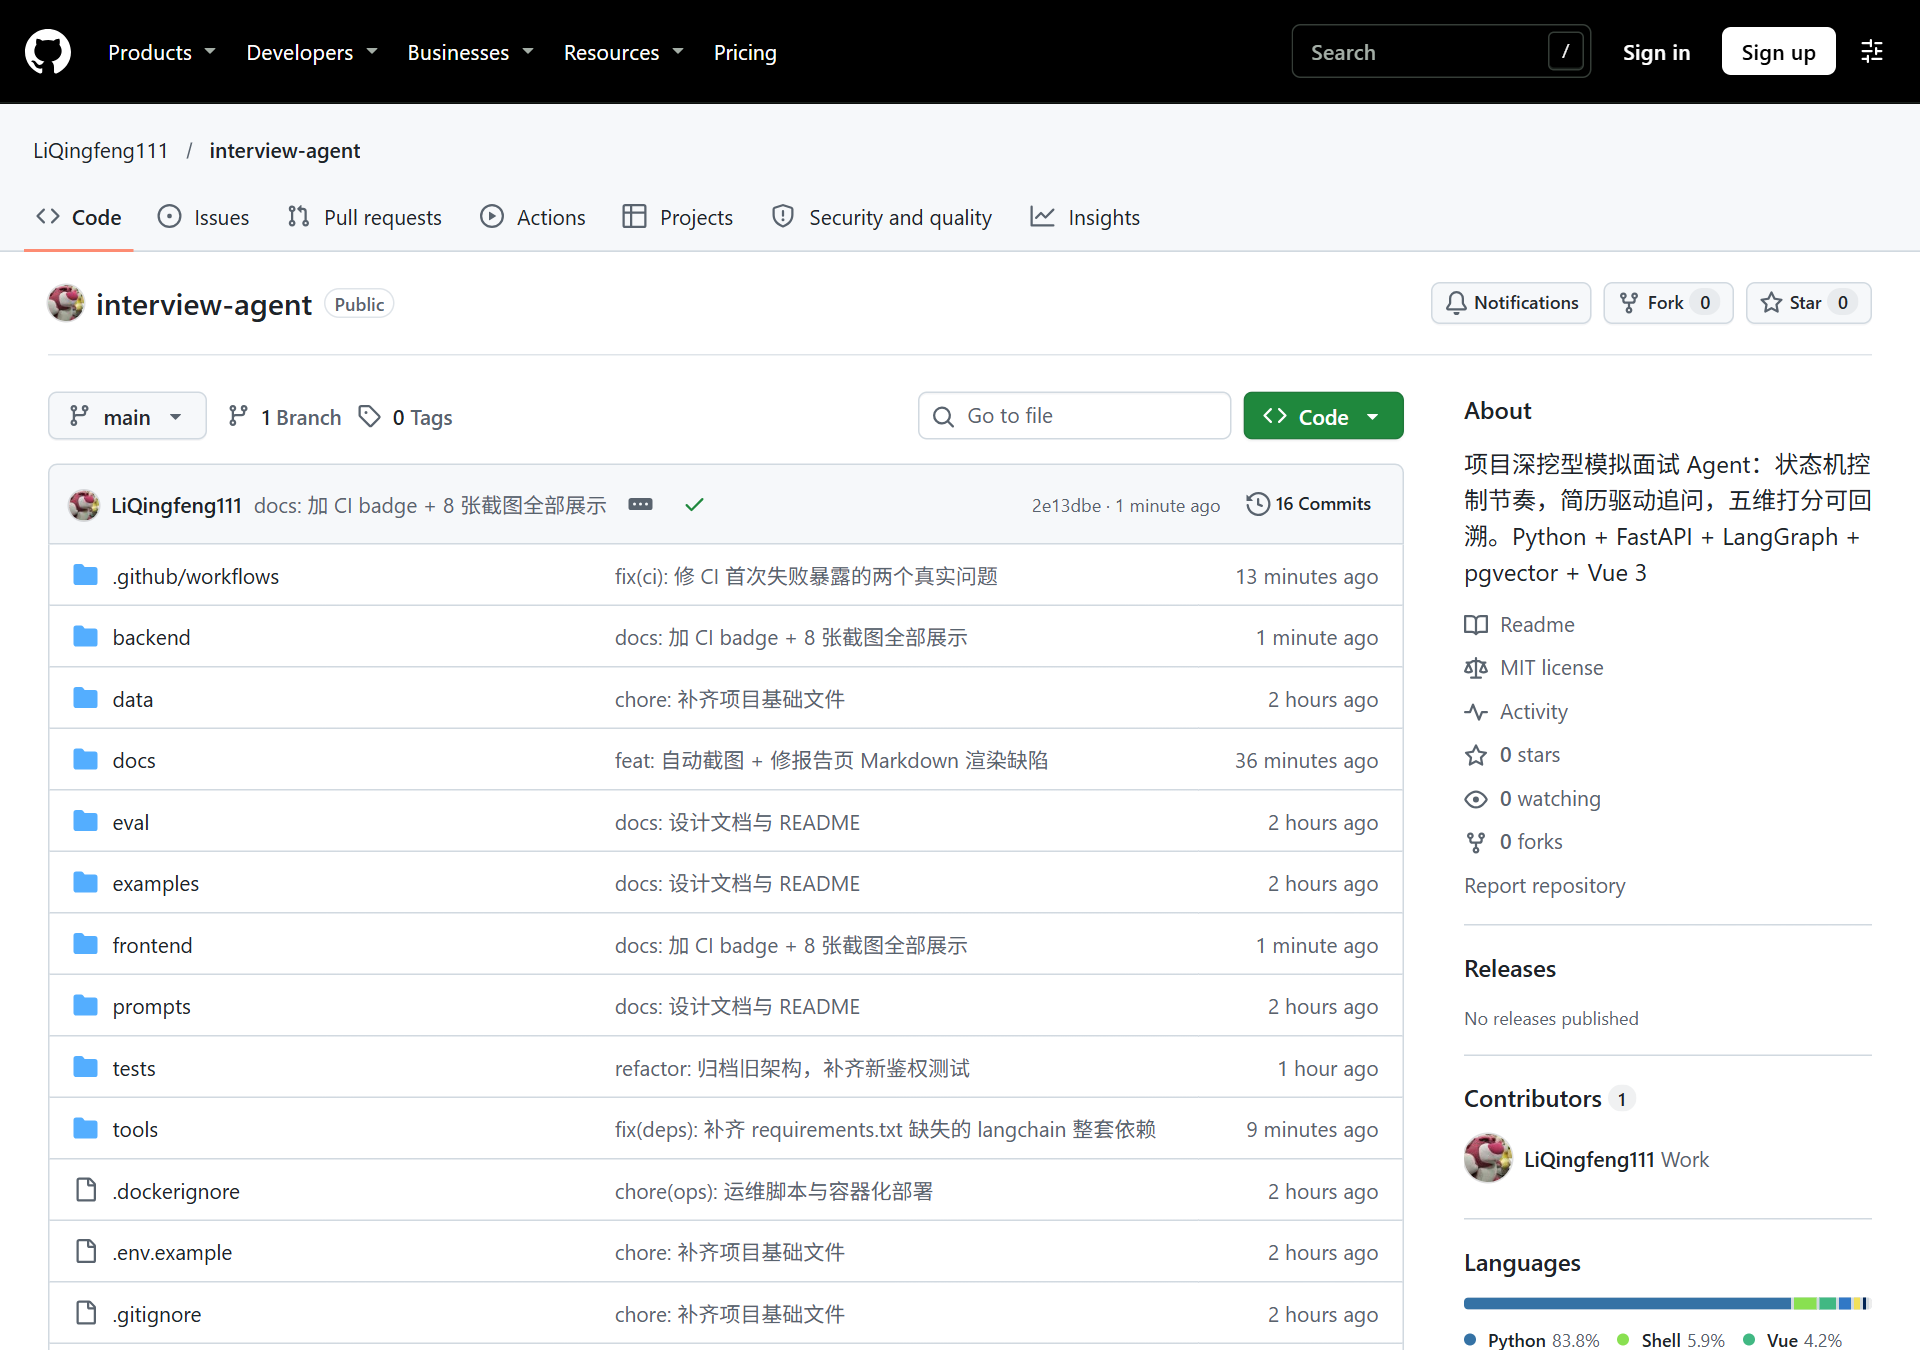 Products Developers Businesses Resources Pricing Search / Sign in Sign up
LiQingfeng111 / interview-agent
Code Issues Pull requests Actions Projects Security and quality Insights
interview-agent Public Notifications Fork 0 Star 0
main 1 Branch 0 Tags Go to file Code
LiQingfeng111 docs: 加 CI badge + 8 张截图全部展示 2e13dbe · 1 minute ago 16 Commits
.github/workflows fix(ci): 修 CI 首次失败暴露的两个真实问题 13 minutes ago
backend docs: 加 CI badge + 8 张截图全部展示 1 minute ago
data chore: 补齐项目基础文件 2 hours ago
docs feat: 自动截图 + 修报告页 Markdown 渲染缺陷 36 minutes ago
eval docs: 设计文档与 README 2 hours ago
examples docs: 设计文档与 README 2 hours ago
frontend docs: 加 CI badge + 8 张截图全部展示 1 minute ago
prompts docs: 设计文档与 README 2 hours ago
tests refactor: 归档旧架构，补齐新鉴权测试 1 hour ago
tools fix(deps): 补齐 requirements.txt 缺失的 langchain 整套依赖 9 minutes ago
.dockerignore chore(ops): 运维脚本与容器化部署 2 hours ago
.env.example chore: 补齐项目基础文件 2 hours ago
.gitignore chore: 补齐项目基础文件 2 hours ago
About
项目深挖型模拟面试 Agent：状态机控
制节奏，简历驱动追问，五维打分可回
溯。Python + FastAPI + LangGraph +
pgvector + Vue 3
Readme
MIT license
Activity
0 stars
0 watching
0 forks
Report repository
Releases
No releases published
Contributors 1
LiQingfeng111 Work
Languages
Python 83.8% Shell 5.9% Vue 4.2%